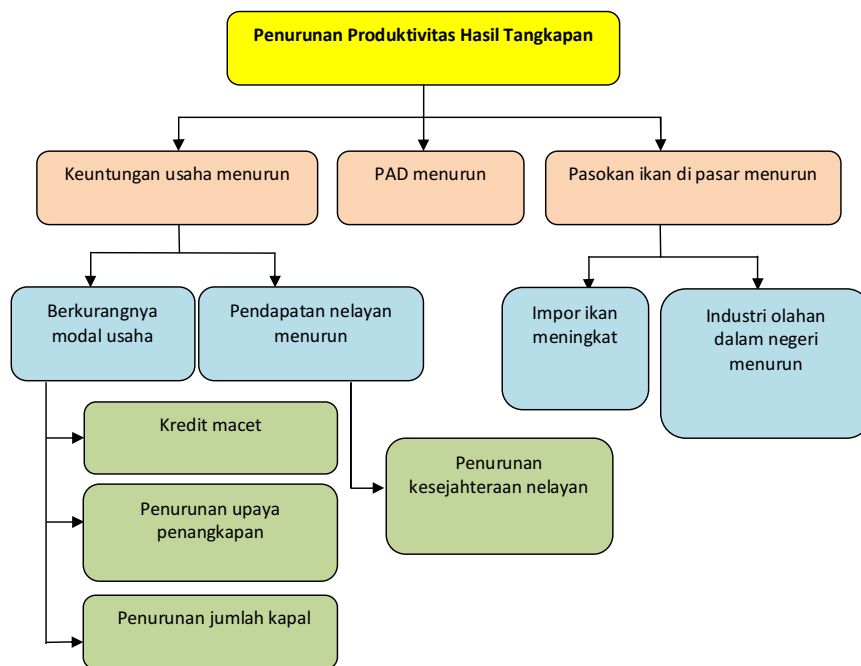 Penurunan Produktivitas Hasil Tangkapan
Keuntungan usaha menurun
PAD menurun
Pasokan ikan di pasar menurun
Berkurangnya
modal usaha
Pendapatan nelayan
menurun
Impor ikan
meningkat
Industri olahan
dalam negeri
menurun
Kredit macet
Penurunan
kesejahteraan nelayan
Penurunan upaya
penangkapan
Penurunan jumlah kapal